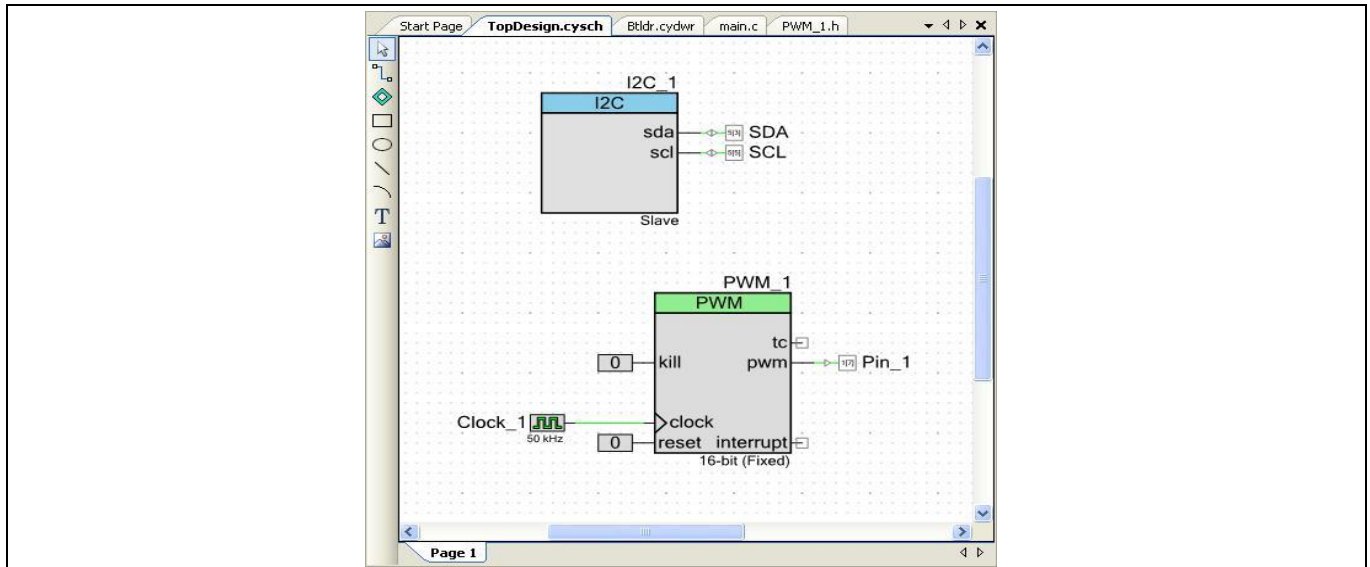 Start Page TopDesign.cysch Btldr.cydwr main.c PWM_1.h
T
I2C_1
I2C
sda SDA
scl SCL
Slave
PWM_1
PWM
tc
0 kill pwm Pin_1
Clock_1 clock
50 kHz
0 reset interrupt
16-bit (Fixed)
Page 1